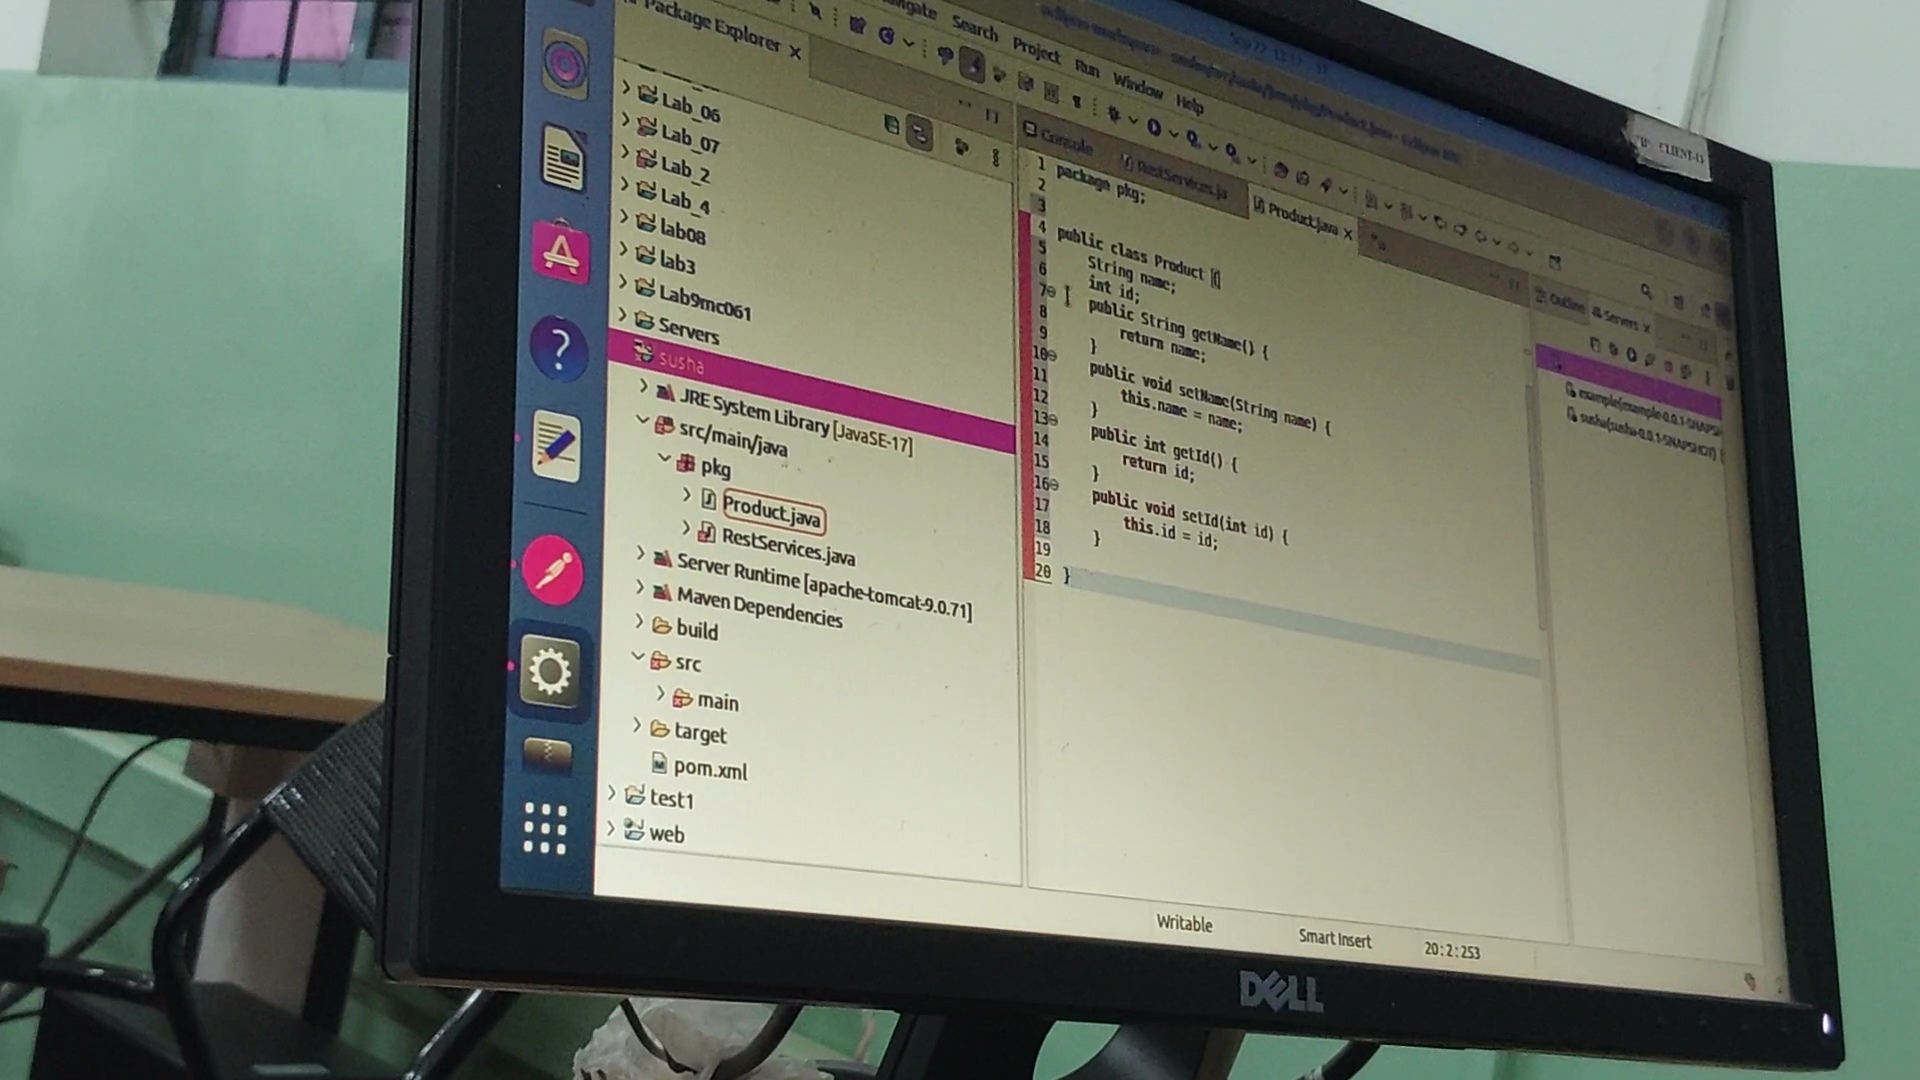 Navigate Search Project Run Window Help
Package Explorer
Lab_06
Lab_07
Lab_2
Lab_4
lab08
lab3
Lab9mc061
Servers
susha
JRE System Library [JavaSE-17]
src/main/java
pkg
Product.java
RestServices.java
Server Runtime [apache-tomcat-9.0.71]
Maven Dependencies
build
src
main
target
pom.xml
test1
web
Console
RestServices.ja
Product.java
1 package pkg;
2
3
4 public class Product {
5 String name;
6 int id;
7 public String getName() {
8 return name;
9 }
10 public void setName(String name) {
11 this.name = name;
12 }
13 public int getId() {
14 return id;
15 }
16 public void setId(int id) {
17 this.id = id;
18 }
19
20 }
Outline
Servers
example(example-0.0.1-SNAPS
susha(susha-0.0.1-SNAPSHOT)
Writable
Smart Insert
20:2:253
DELL